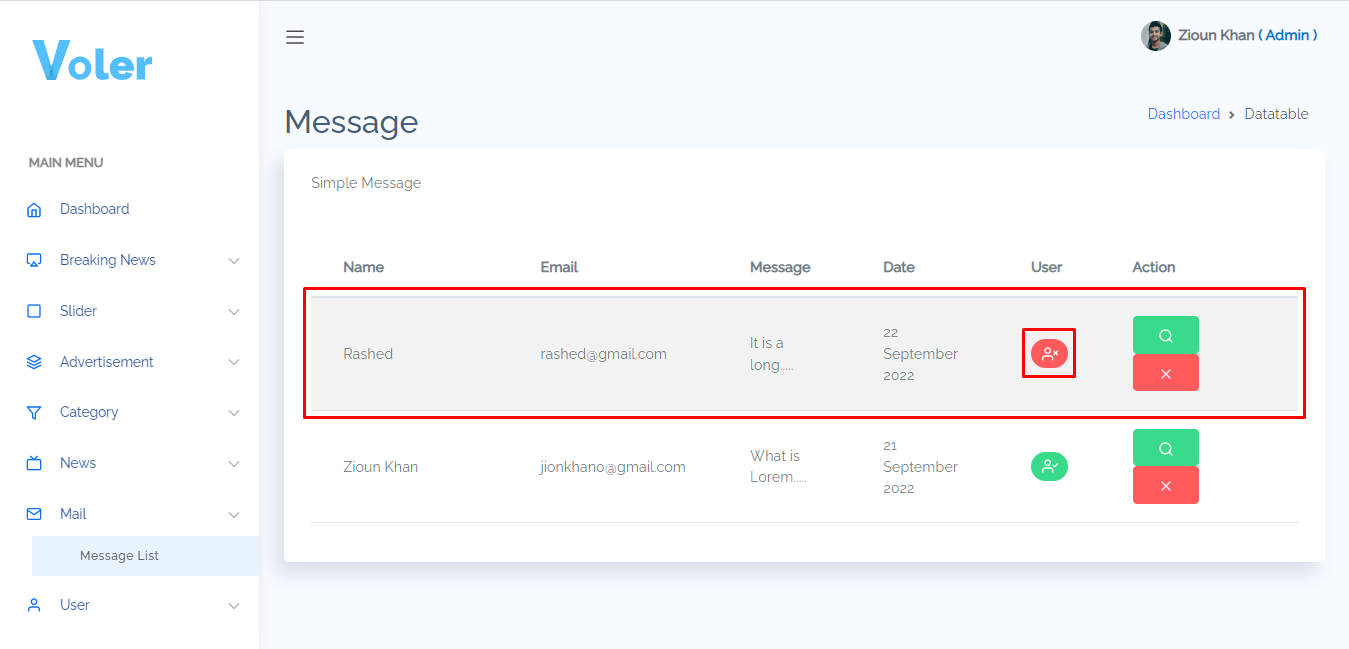 Voler
Zioun Khan ( Admin )
Message
Dashboard > Datatable
MAIN MENU
Dashboard
Breaking News
Slider
Advertisement
Category
News
Mail
Message List
User
Simple Message
Name Email Message Date User Action
Rashed rashed@gmail.com It is a long..... 22 September 2022
Zioun Khan jionkhan0@gmail.com What is Lorem..... 21 September 2022